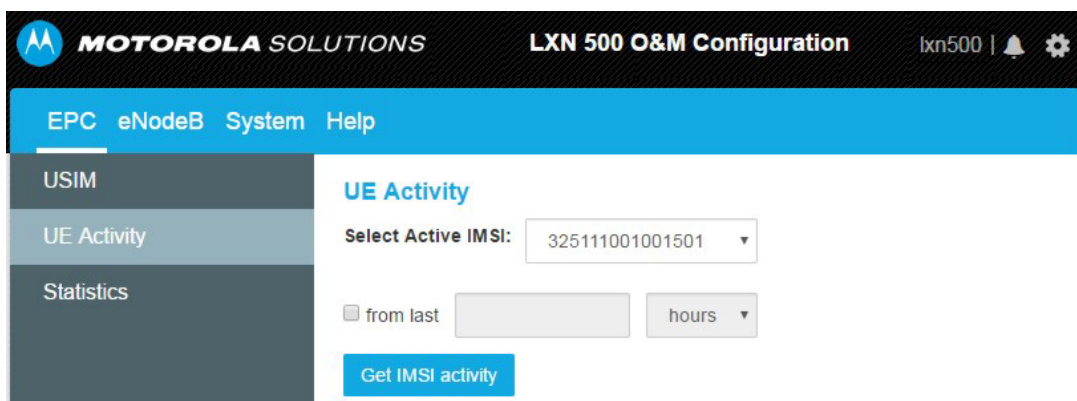 MOTOROLA SOLUTIONS LXN 500 O&M Configuration lxn500 |
EPC eNodeB System Help
USIM
UE Activity
Statistics
UE Activity
Select Active IMSI: 325111001001501
from last hours
Get IMSI activity